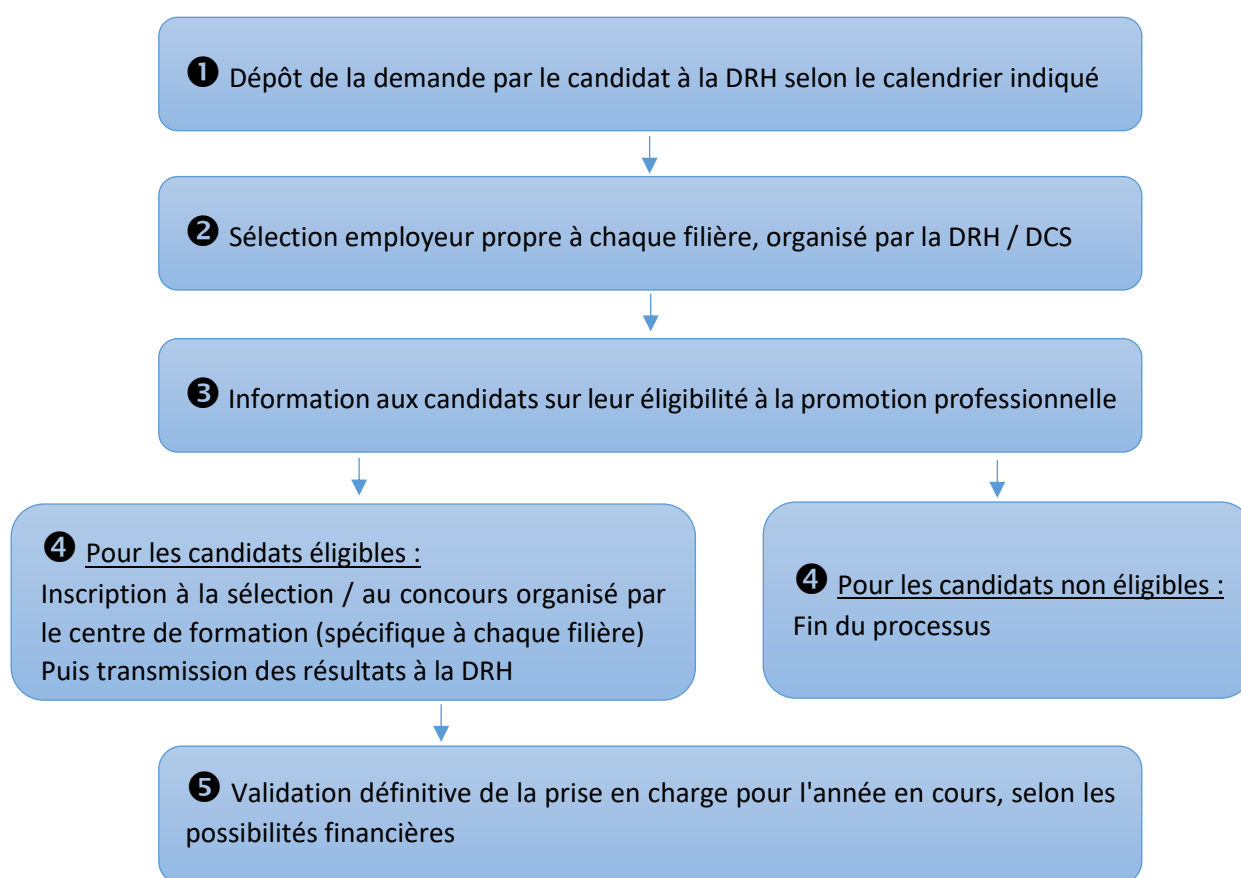 ❶ Dépôt de la demande par le candidat à la DRH selon le calendrier indiqué
❷ Sélection employeur propre à chaque filière, organisé par la DRH / DCS
❸ Information aux candidats sur leur éligibilité à la promotion professionnelle
❹ Pour les candidats éligibles :
Inscription à la sélection / au concours organisé par
le centre de formation (spécifique à chaque filière)
Puis transmission des résultats à la DRH
❹ Pour les candidats non éligibles :
Fin du processus
❺ Validation définitive de la prise en charge pour l'année en cours, selon les
possibilités financières